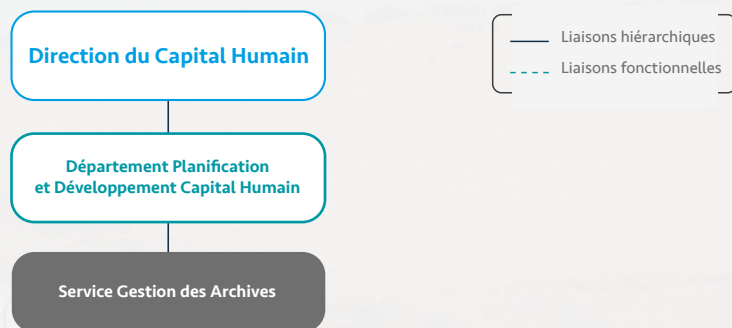 Direction du Capital Humain
Liaisons hiérarchiques
Liaisons fonctionnelles
Département Planification
et Développement Capital Humain
Service Gestion des Archives